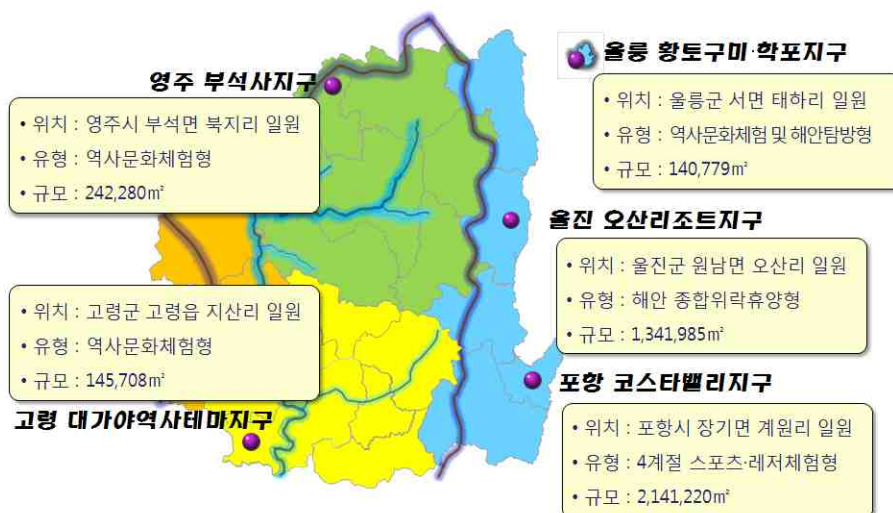 영주 부석사지구
• 위치 : 영주시 부석면 북지리 일원
• 유형 : 역사문화체험형
• 규모 : 242,280㎡
울릉 황토구미·학포지구
• 위치 : 울릉군 서면 태하리 일원
• 유형 : 역사문화체험 및 해안탐방형
• 규모 : 140,779㎡
울진 오산리조트지구
• 위치 : 울진군 원남면 오산리 일원
• 유형 : 해안 종합위락휴양형
• 규모 : 1,341,985㎡
• 위치 : 고령군 고령읍 지산리 일원
• 유형 : 역사문화체험형
• 규모 : 145,708㎡
고령 대가야역사테마지구
포항 코스타밸리지구
• 위치 : 포항시 장기면 계원리 일원
• 유형 : 4계절 스포츠·레저체험형
• 규모 : 2,141,220㎡